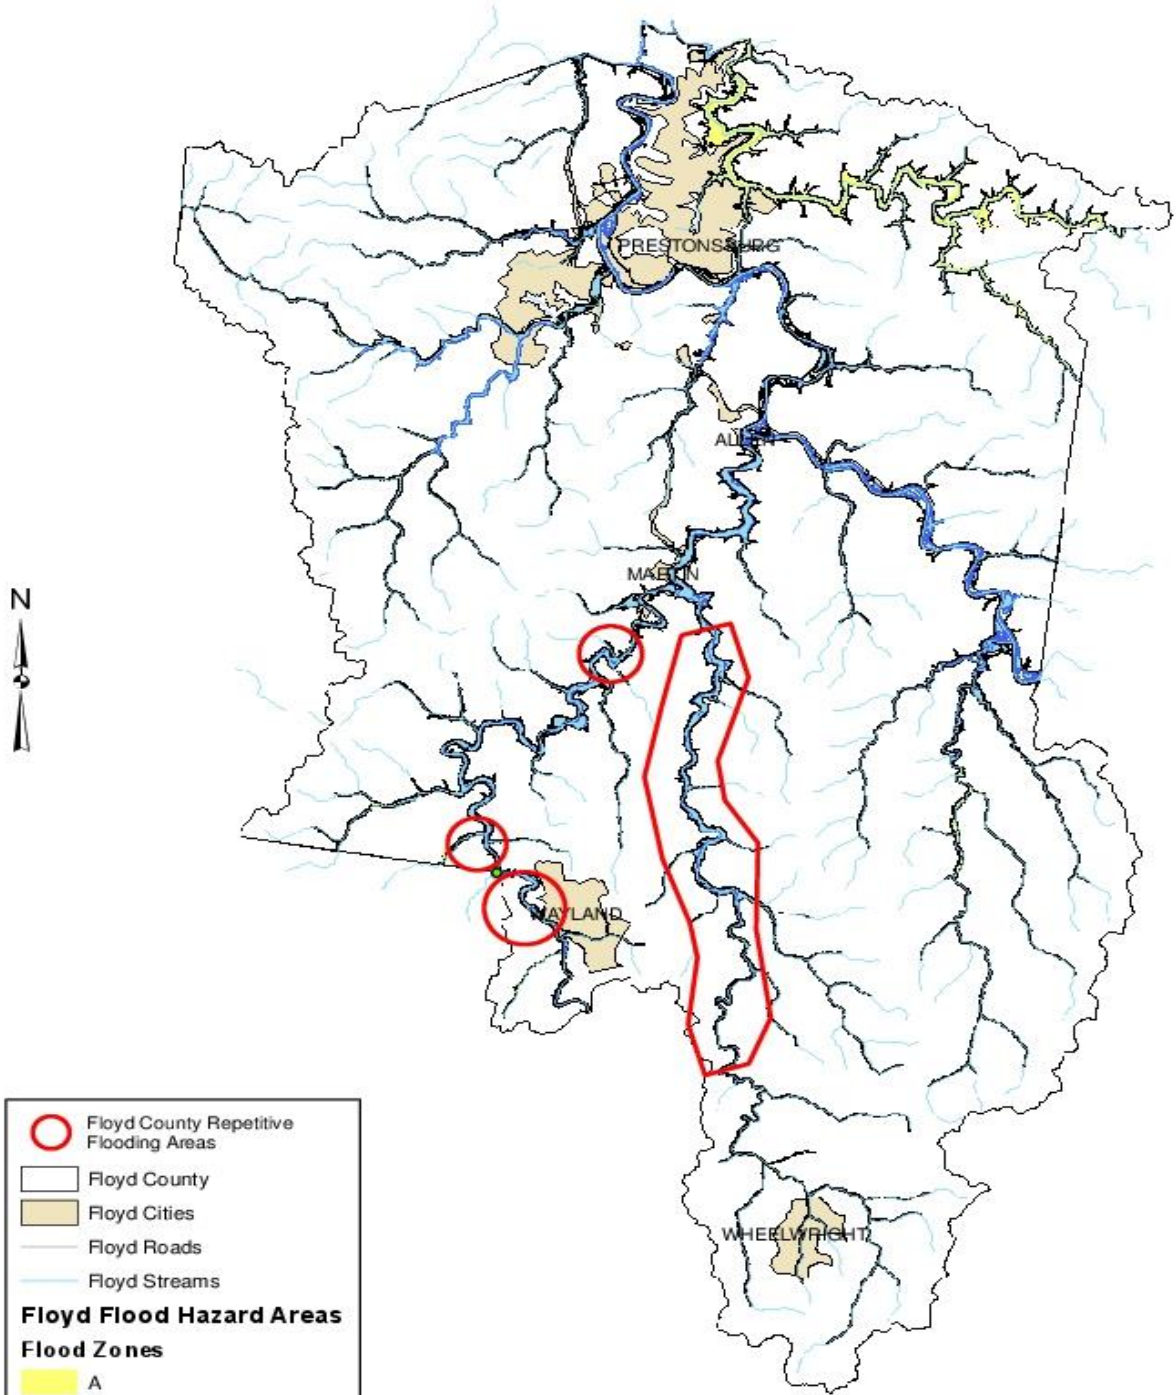 PRESTONSBURG
ALLEN
MARTIN
N
WAYLAND
WHEELWRIGHT
Floyd County Repetitive
Flooding Areas
Floyd County
Floyd Cities
Floyd Roads
Floyd Streams
Floyd Flood Hazard Areas
Flood Zones
A